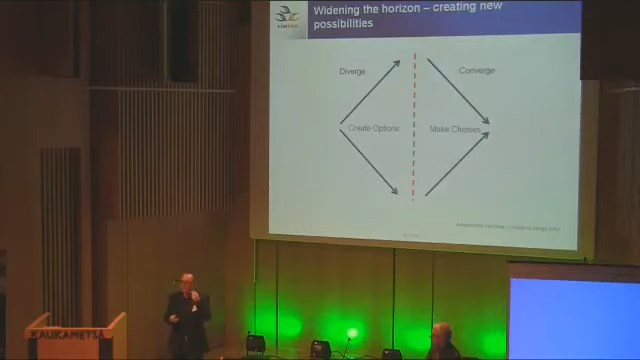 Widening the horizon – creating new
possibilities
Diverge
Converge
Create Options
Make Choices
KAUKAMETSÄ